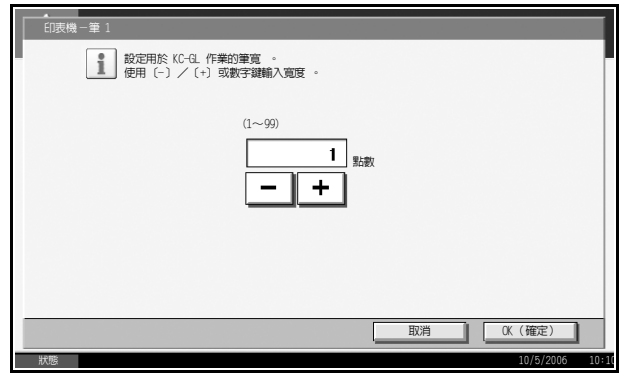 印表機－筆 1
設定用於 KC-GL 作業的筆寬 。
使用〔-〕／〔+〕或數字鍵輸入寬度 。
(1～99)
1 點數
− +
取消 OK（確定）
狀態 10/5/2006 10:10